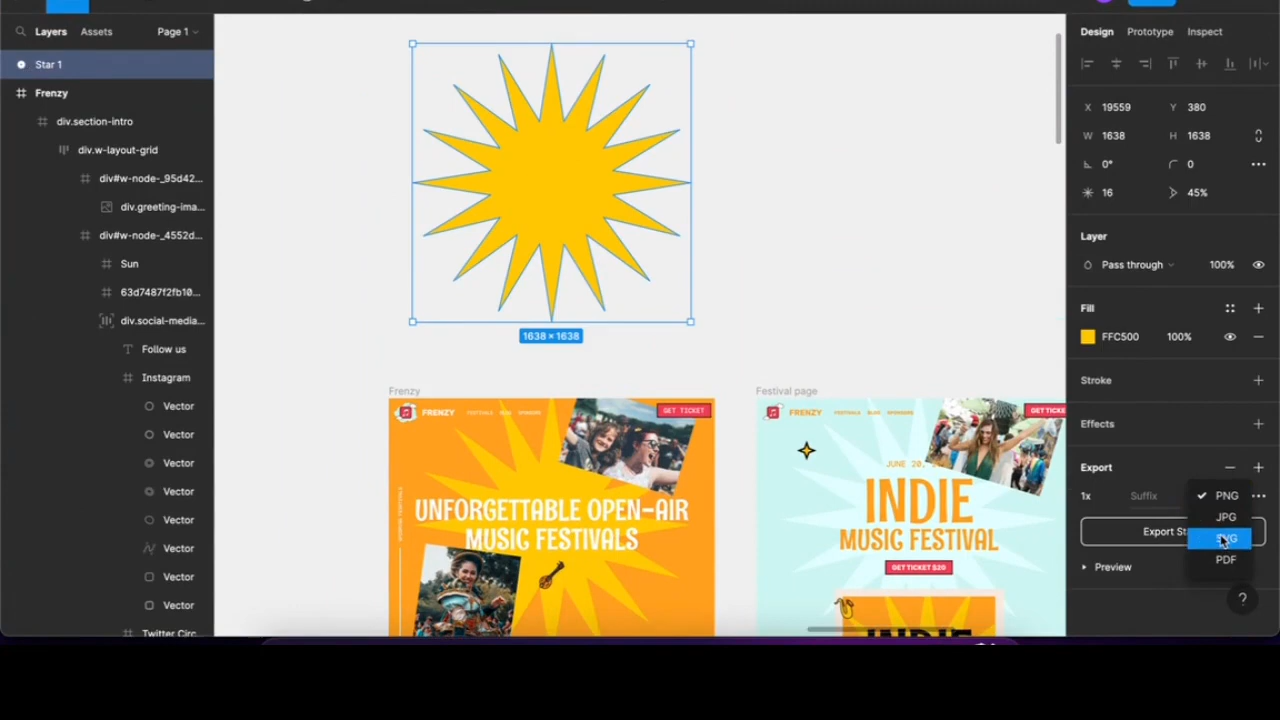 Layers Assets Page 1
Star 1
Frenzy
div.section-intro
div.w-layout-grid
div#w-node-_95d42...
div.greeting-ima...
div#w-node-_4552d...
Sun
63d7487f2fb10...
div.social-media...
Follow us
Instagram
Vector
Vector
Vector
Vector
Vector
Vector
Vector
Vector
Twitter Circ...
1638 × 1638
Frenzy
FRENZY
FESTIVALS BLOG SPONSORS
GET TICKET
UNFORGETTABLE OPEN-AIR
MUSIC FESTIVALS
Festival page
FRENZY
FESTIVALS BLOG SPONSORS
GET TICKE
JUNE 20,
INDIE
MUSIC FESTIVAL
GET TICKET $20
INDIE
Design Prototype Inspect
X 19559 Y 380
W 1638 H 1638
0° 0
16 45%
Layer
Pass through 100%
Fill
FFC500 100%
Stroke
Effects
Export
1x Suffix
PNG
JPG
SVG
PDF
Export St
Preview
?